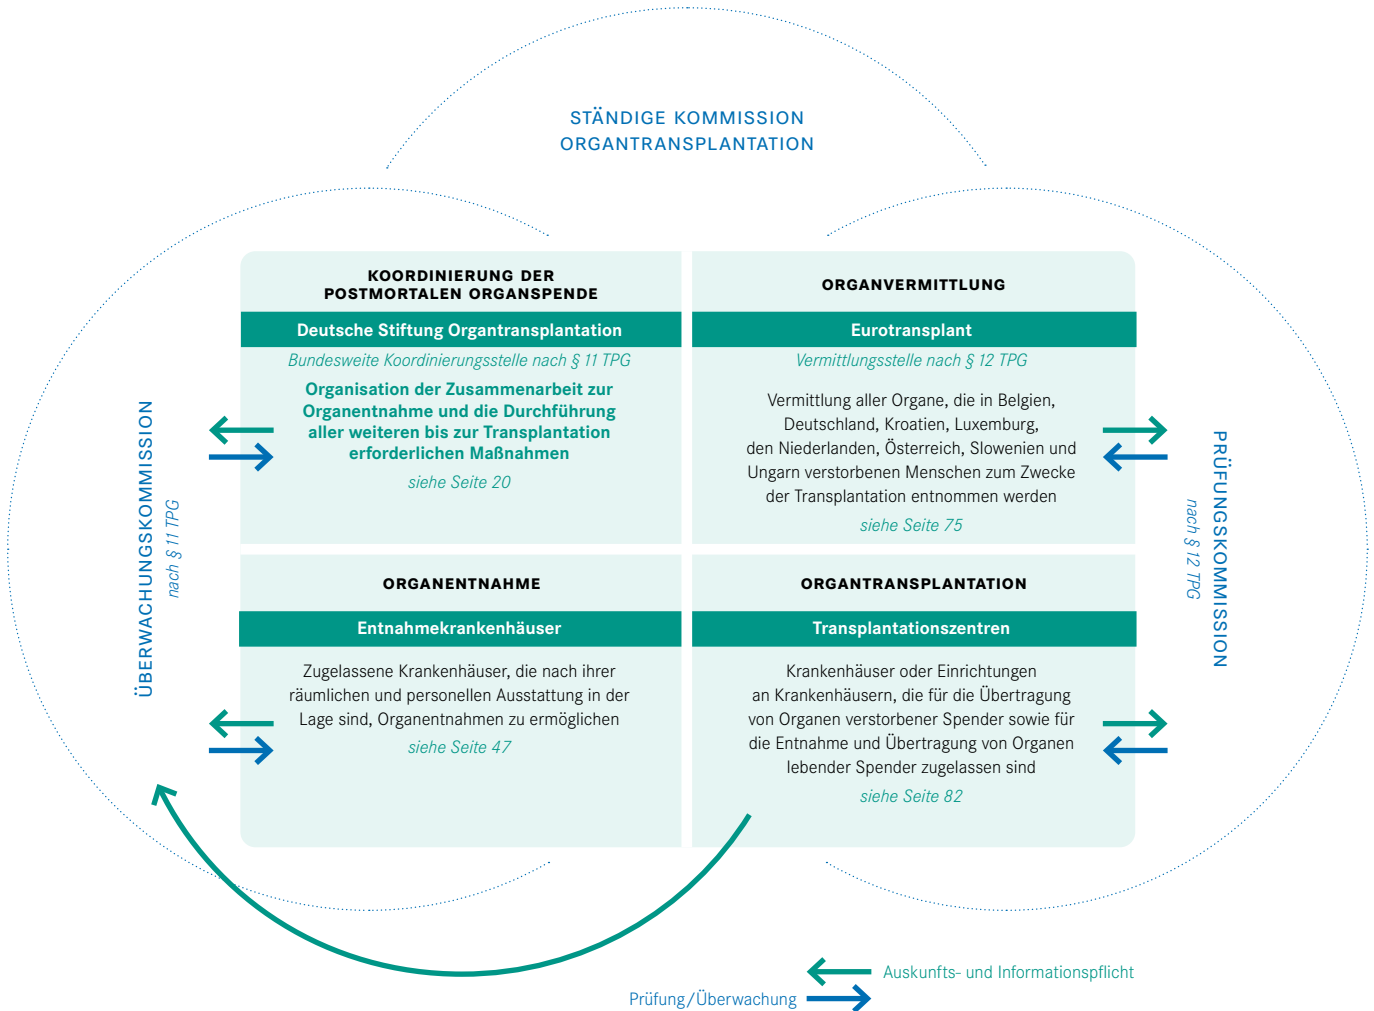 STÄNDIGE KOMMISSION
ORGANTRANSPLANTATION
ÜBERWACHUNGSKOMMISSION
nach § 11 TPG
KOORDINIERUNG DER
POSTMORTALEN ORGANSPENDE
Deutsche Stiftung Organtransplantation
Bundesweite Koordinierungsstelle nach § 11 TPG
Organisation der Zusammenarbeit zur
Organentnahme und die Durchführung
aller weiteren bis zur Transplantation
erforderlichen Maßnahmen
siehe Seite 20
ORGANVERMITTLUNG
Eurotransplant
Vermittlungsstelle nach § 12 TPG
Vermittlung aller Organe, die in Belgien,
Deutschland, Kroatien, Luxemburg,
den Niederlanden, Österreich, Slowenien und
Ungarn verstorbenen Menschen zum Zwecke
der Transplantation entnommen werden
siehe Seite 75
ORGANENTNAHME
Entnahmekrankenhäuser
Zugelassene Krankenhäuser, die nach ihrer
räumlichen und personellen Ausstattung in der
Lage sind, Organentnahmen zu ermöglichen
siehe Seite 47
ORGANTRANSPLANTATION
Transplantationszentren
Krankenhäuser oder Einrichtungen
an Krankenhäusern, die für die Übertragung
von Organen verstorbener Spender sowie für
die Entnahme und Übertragung von Organen
lebender Spender zugelassen sind
siehe Seite 82
PRÜFUNGSKOMMISSION
nach § 12 TPG
Auskunfts- und Informationspflicht
Prüfung/Überwachung